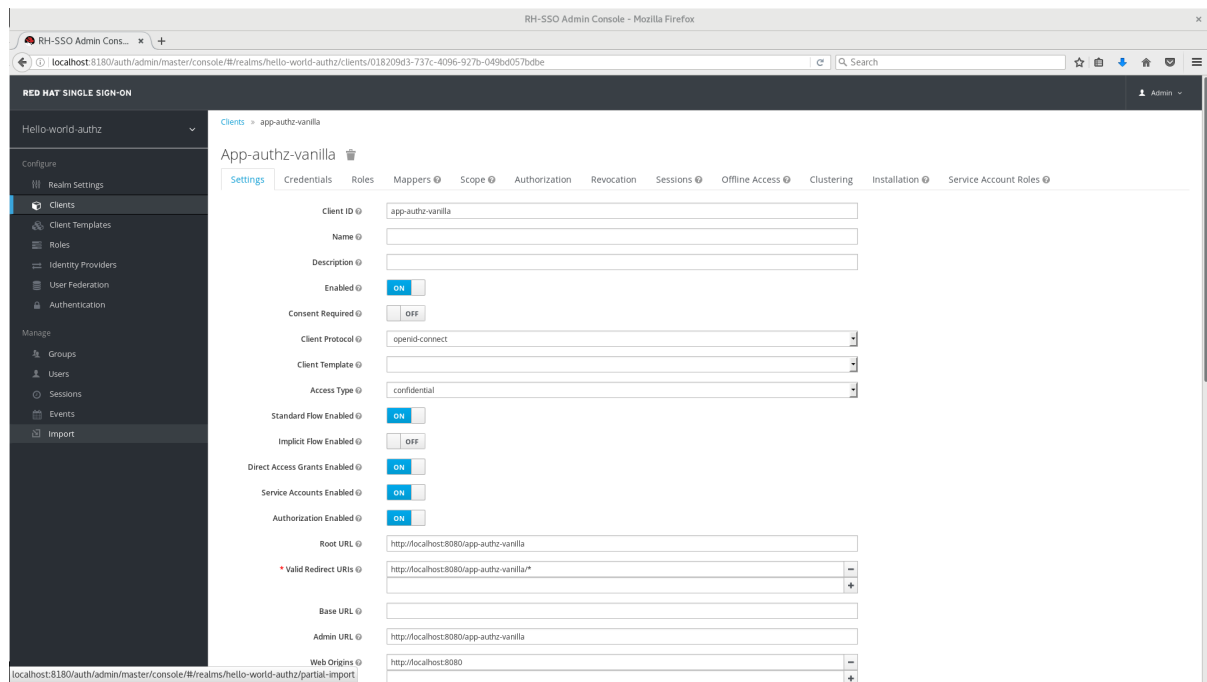 RH-SSO Admin Console - Mozilla Firefox
RH-SSO Admin Cons...
localhost:8180/auth/admin/master/console/#/realms/hello-world-authz/clients/018209d3-737c-4096-927b-049bd057bdbe
Search
RED HAT SINGLE SIGN-ON
Admin
Hello-world-authz
Configure
Realm Settings
Clients
Client Templates
Roles
Identity Providers
User Federation
Authentication
Manage
Groups
Users
Sessions
Events
Import
Clients » app-authz-vanilla
App-authz-vanilla
Settings Credentials Roles Mappers Scope Authorization Revocation Sessions Offline Access Clustering Installation Service Account Roles
Client ID app-authz-vanilla
Name
Description
Enabled ON
Consent Required OFF
Client Protocol openid-connect
Client Template
Access Type confidential
Standard Flow Enabled ON
Implicit Flow Enabled OFF
Direct Access Grants Enabled ON
Service Accounts Enabled ON
Authorization Enabled ON
Root URL http://localhost:8080/app-authz-vanilla
* Valid Redirect URIs http://localhost:8080/app-authz-vanilla/*
Base URL
Admin URL http://localhost:8080/app-authz-vanilla
Web Origins http://localhost:8080
localhost:8180/auth/admin/master/console/#/realms/hello-world-authz/partial-import